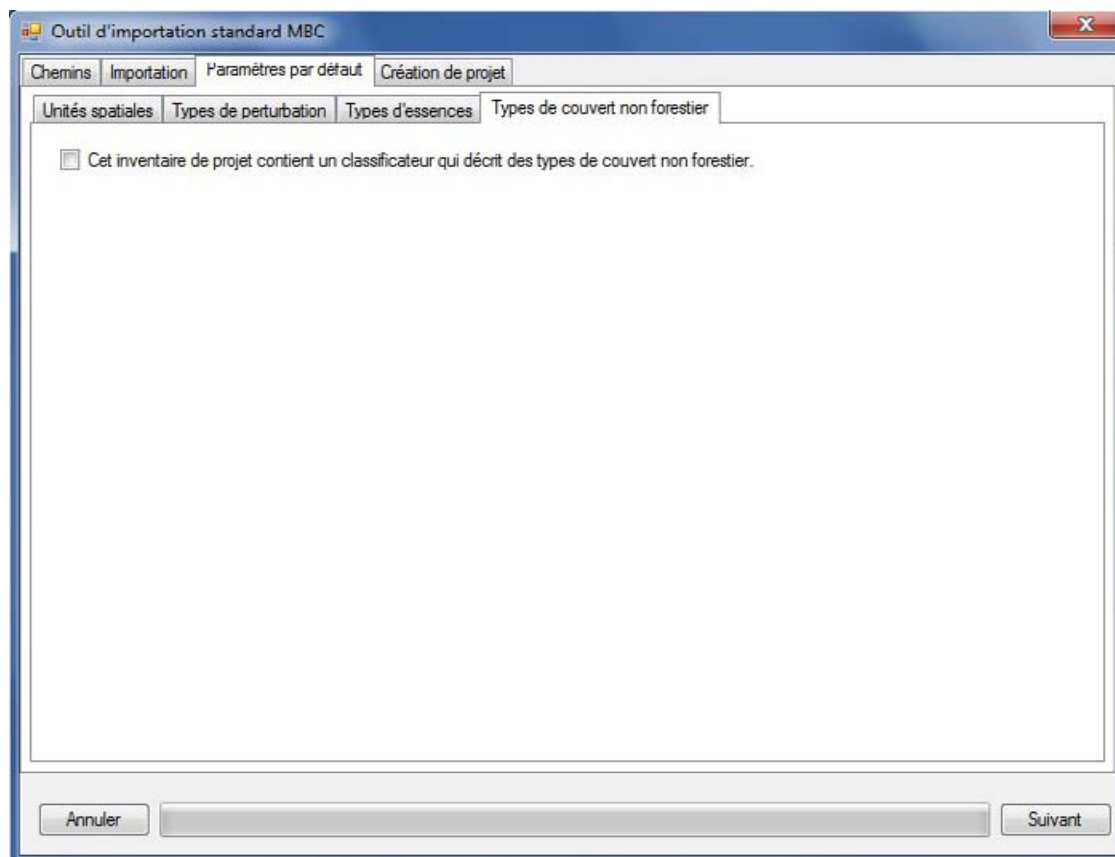 Outil d'importation standard MBC
Chemins Importation Paramètres par défaut Création de projet
Unités spatiales Types de perturbation Types d'essences Types de couvert non forestier
Cet inventaire de projet contient un classificateur qui décrit des types de couvert non forestier.
Annuler Suivant